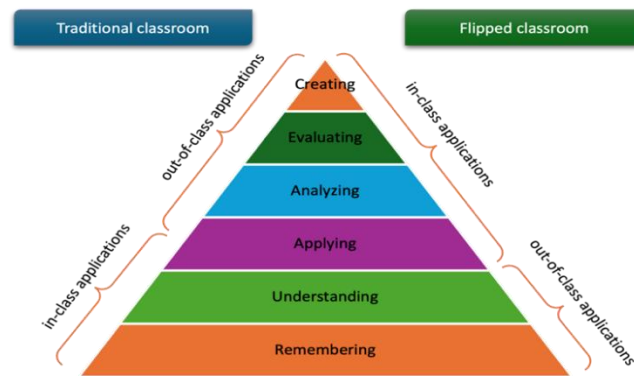 Traditional classroom
Flipped classroom
out-of-class applications
in-class applications
Creating
Evaluating
Analyzing
Applying
in-class applications
out-of-class applications
Understanding
Remembering